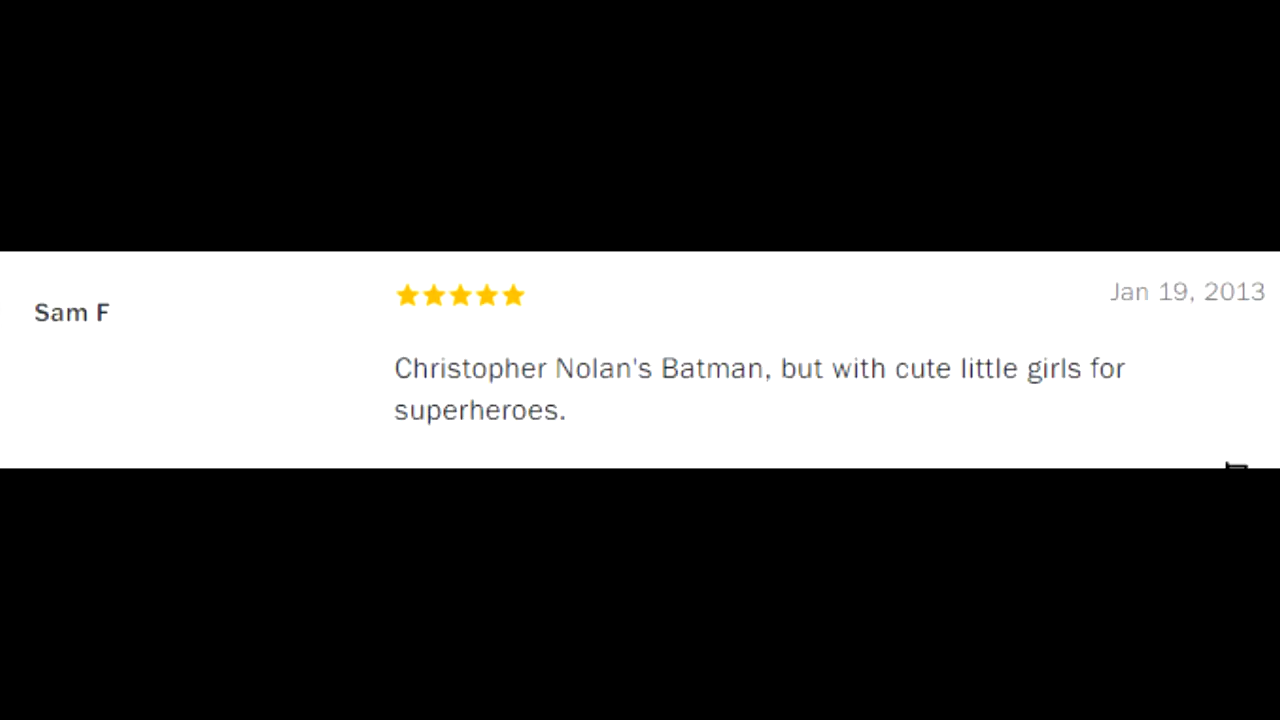 Sam F
Jan 19, 2013
Christopher Nolan's Batman, but with cute little girls for
superheroes.